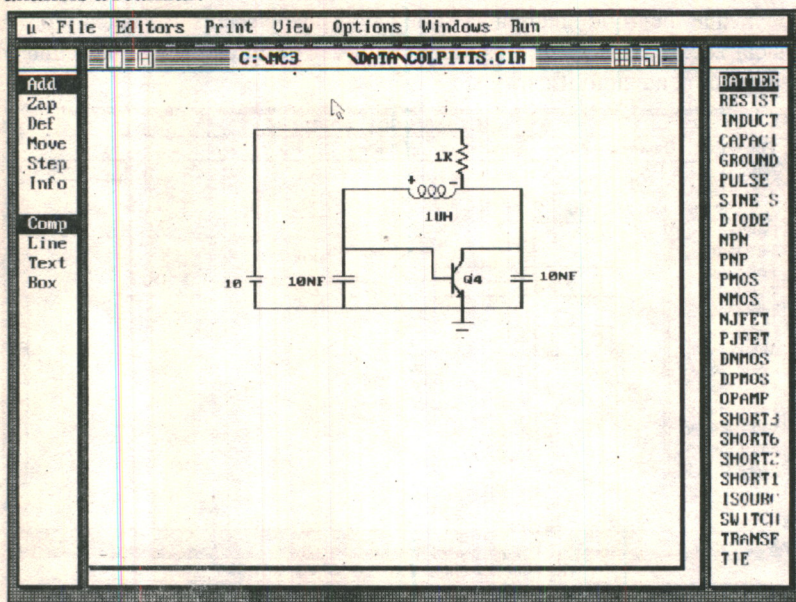 µ File Editors Print View Options Windows Run
C:\MC3 \DATA\COLPITTS.CIR
Add
Zap
Def
Move
Step
Info
Comp
Line
Text
Box
1K
+ -
1UH
10
10NF
Q4
10NF
BATTER
RESIST
INDUCT
CAPACI
GROUND
PULSE
SINE S
DIODE
NPN
PNP
PMOS
NMOS
NJFET
PJFET
DNMOS
DPMOS
OPAMP
SHORT3
SHORT6
SHORT2
SHORT1
ISOURC
SWITCH
TRANSF
TIE